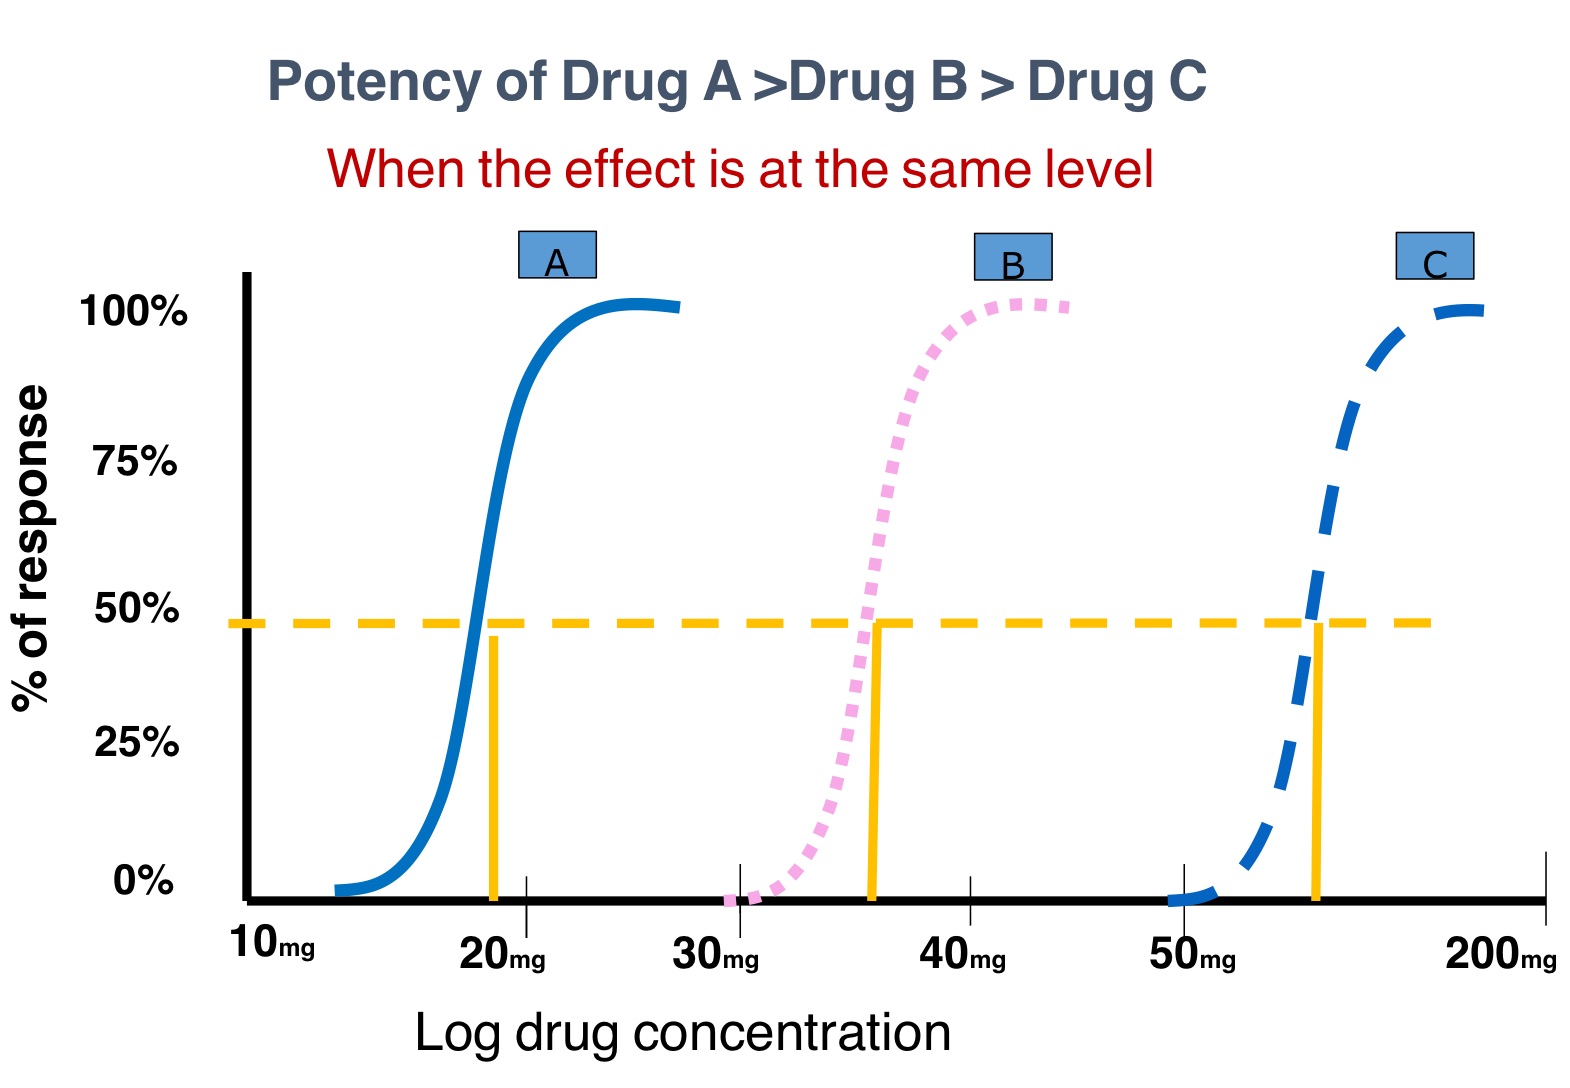 Potency of Drug A >Drug B > Drug C
When the effect is at the same level
A
B
C
100%
75%
50%
25%
0%
% of response
10mg
20mg
30mg
40mg
50mg
200mg
Log drug concentration